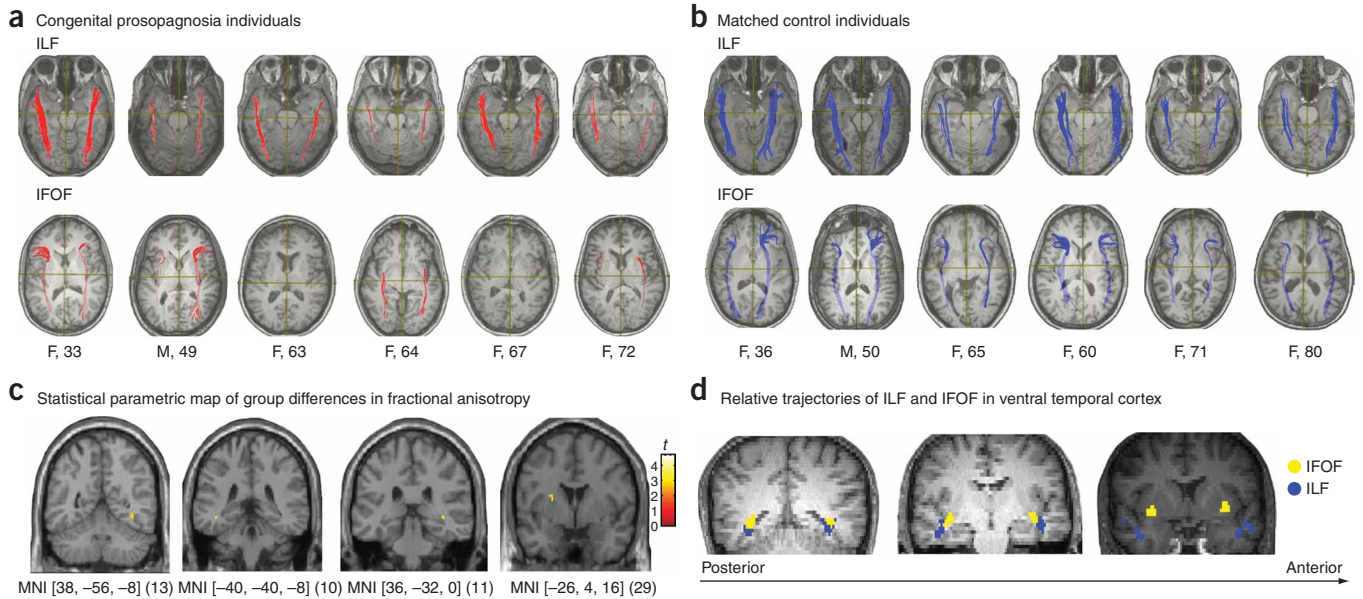 a Congenital prosopagnosia individuals
ILF
IFOF
F, 33 M, 49 F, 63 F, 64 F, 67 F, 72
b Matched control individuals
ILF
IFOF
F, 36 M, 50 F, 65 F, 60 F, 71 F, 80
c Statistical parametric map of group differences in fractional anisotropy
t
4
3
2
1
0
MNI [38, –56, –8] (13) MNI [–40, –40, –8] (10) MNI [36, –32, 0] (11) MNI [–26, 4, 16] (29)
d Relative trajectories of ILF and IFOF in ventral temporal cortex
IFOF
ILF
Posterior Anterior